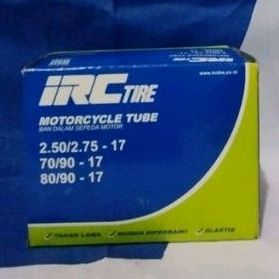 IRC TIRE
MOTORCYCLE TUBE
BAN DALAM SEPEDA MOTOR
2.50/2.75 - 17
70/90 - 17
80/90 - 17
TAHAN LAMA
MUDAH DIPERBAIKI
ELASTIS